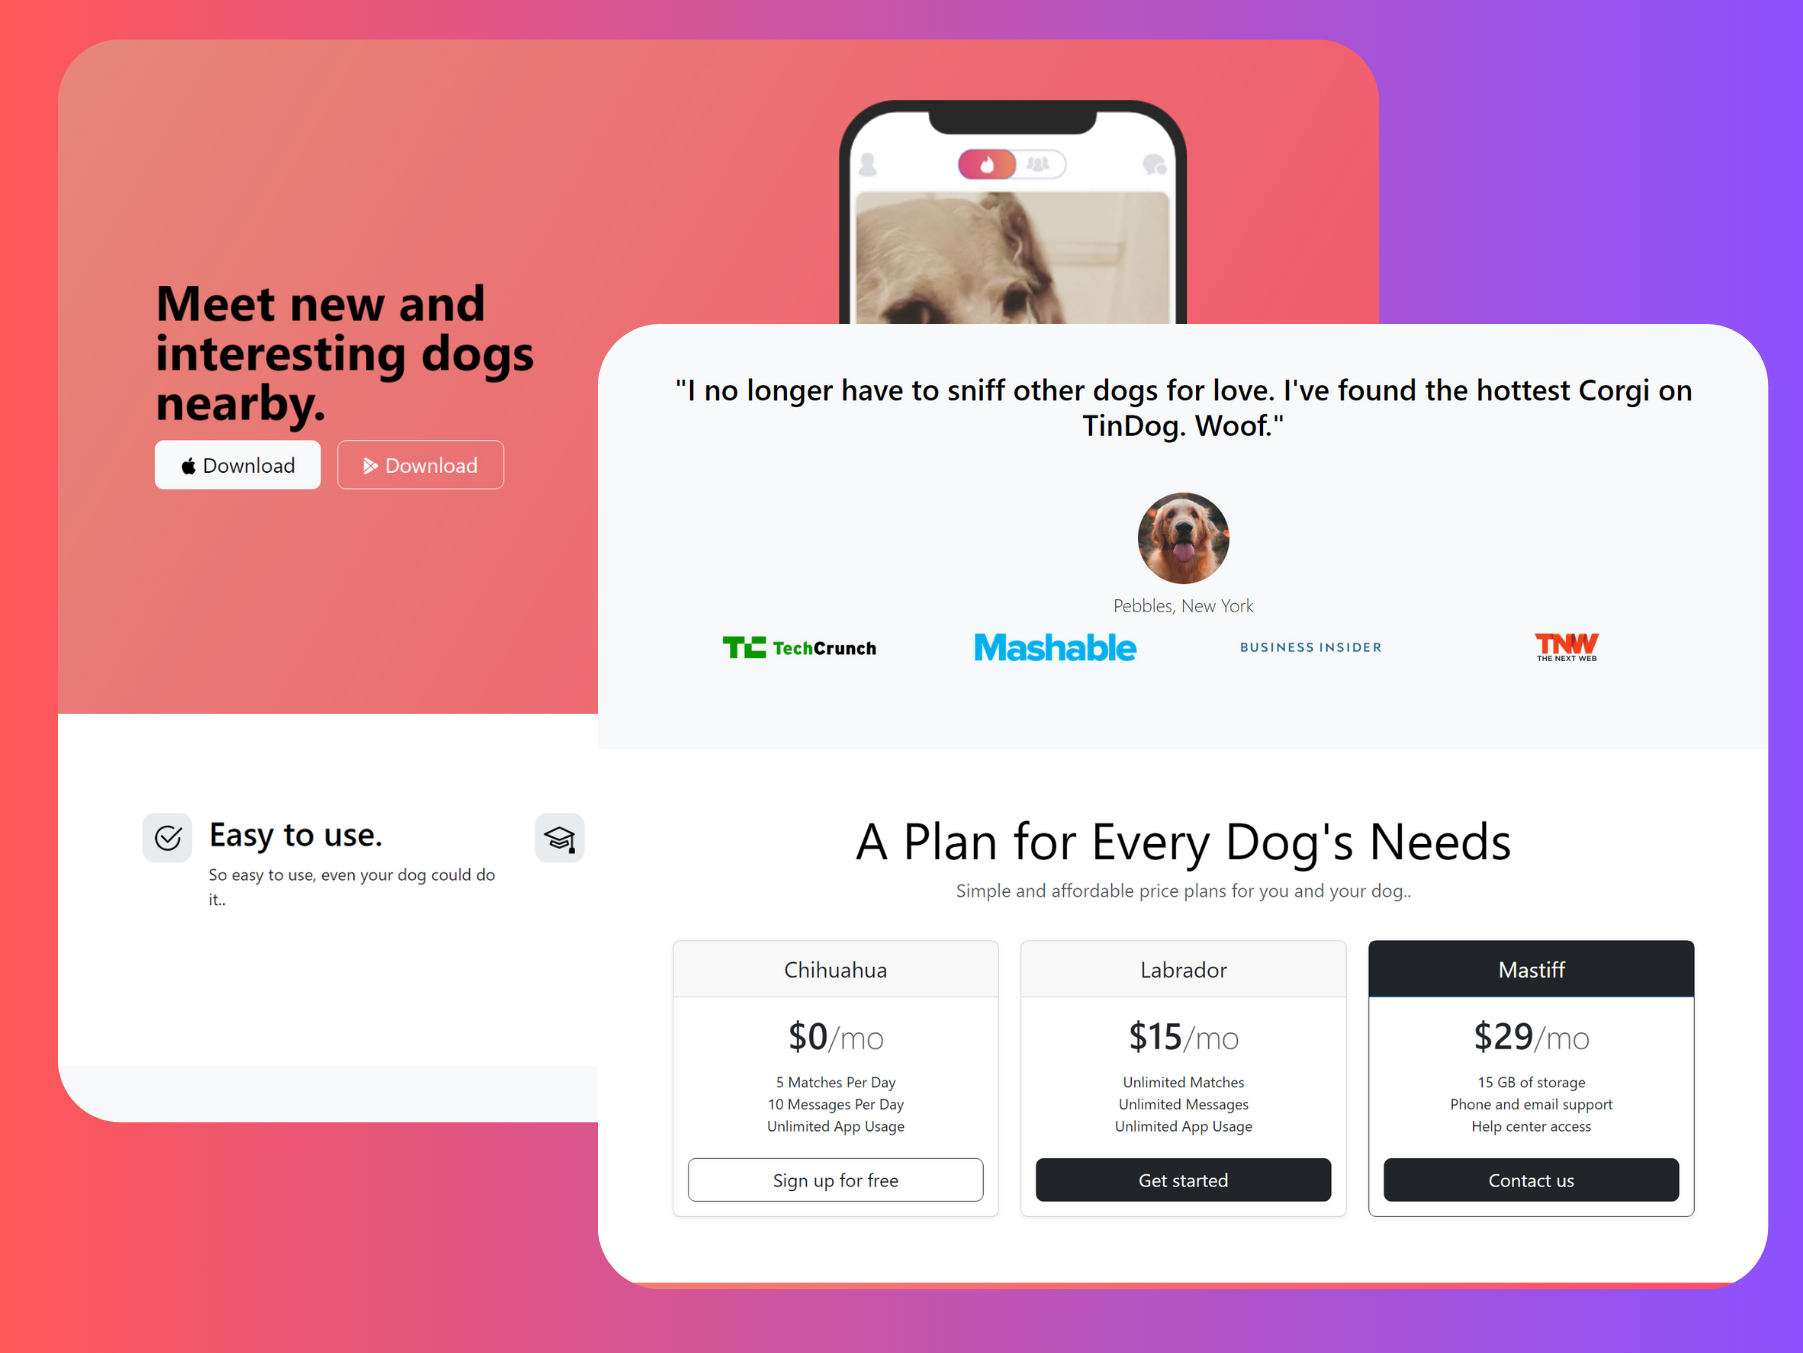 Meet new and
interesting dogs
nearby.
Download
Download
Easy to use.
So easy to use, even your dog could do
it..
"I no longer have to sniff other dogs for love. I've found the hottest Corgi on
TinDog. Woof."
Pebbles, New York
TC TechCrunch
Mashable
BUSINESS INSIDER
TNW
THE NEXT WEB
A Plan for Every Dog's Needs
Simple and affordable price plans for you and your dog..
Chihuahua
$0/mo
5 Matches Per Day
10 Messages Per Day
Unlimited App Usage
Sign up for free
Labrador
$15/mo
Unlimited Matches
Unlimited Messages
Unlimited App Usage
Get started
Mastiff
$29/mo
15 GB of storage
Phone and email support
Help center access
Contact us